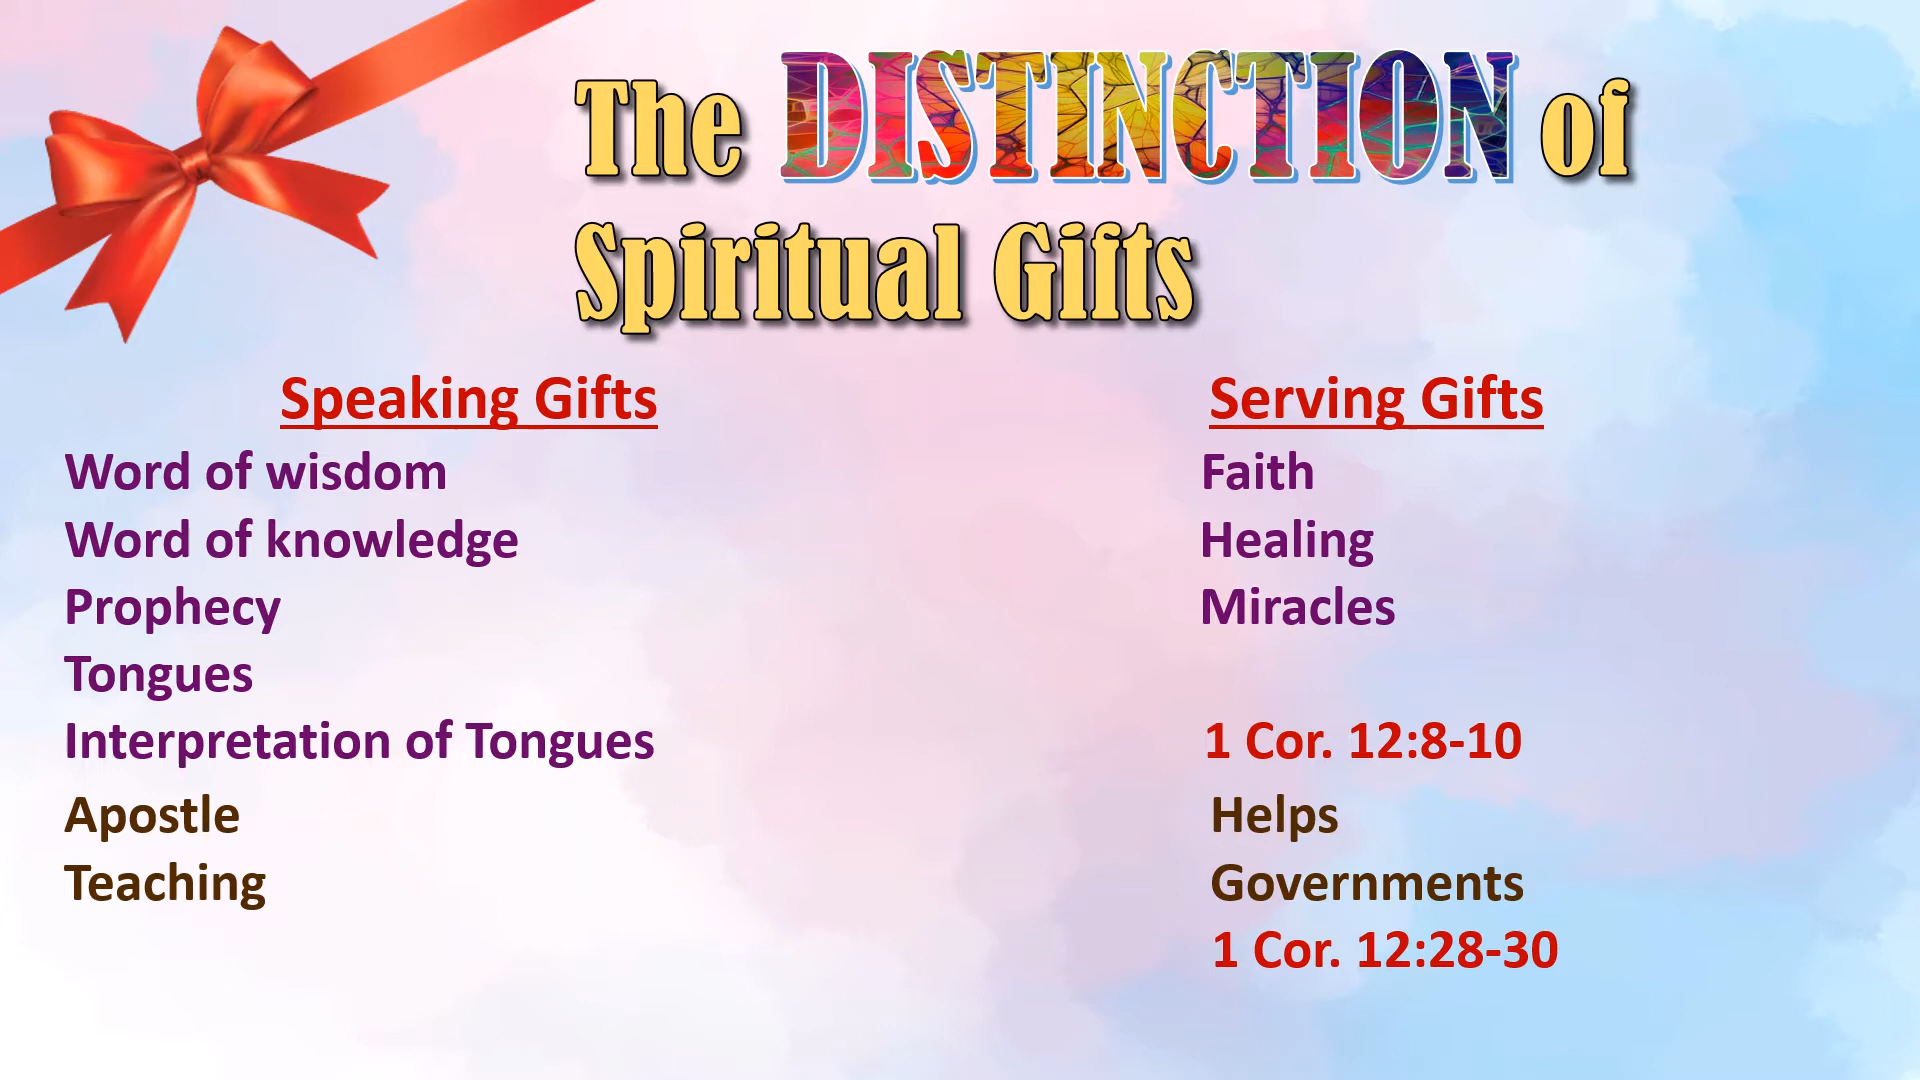 The DISTINCTION of
Spiritual Gifts
Speaking Gifts
Word of wisdom
Word of knowledge
Prophecy
Tongues
Interpretation of Tongues
Apostle
Teaching
Serving Gifts
Faith
Healing
Miracles
1 Cor. 12:8-10
Helps
Governments
1 Cor. 12:28-30